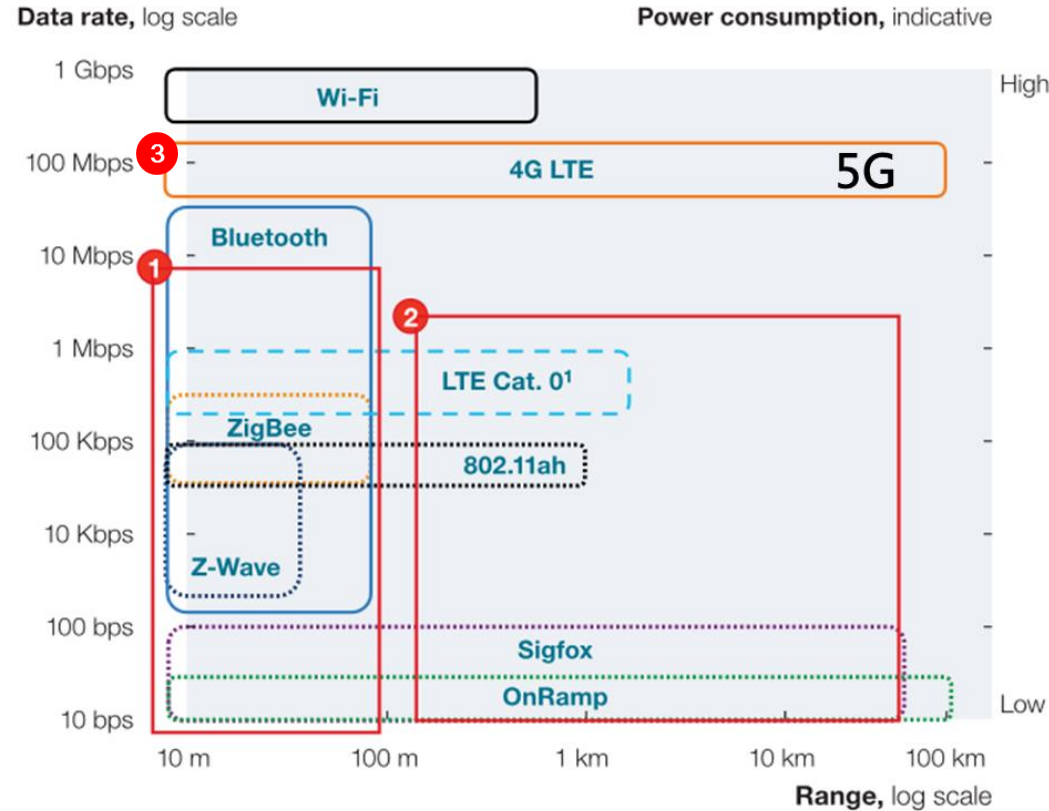 Data rate, log scale
Power consumption, indicative
1 Gbps
High
Wi-Fi
3
100 Mbps
4G LTE
5G
Bluetooth
10 Mbps
1
2
1 Mbps
LTE Cat. 0¹
ZigBee
100 Kbps
802.11ah
10 Kbps
Z-Wave
100 bps
Sigfox
OnRamp
10 bps
Low
10 m
100 m
1 km
10 km
100 km
Range, log scale